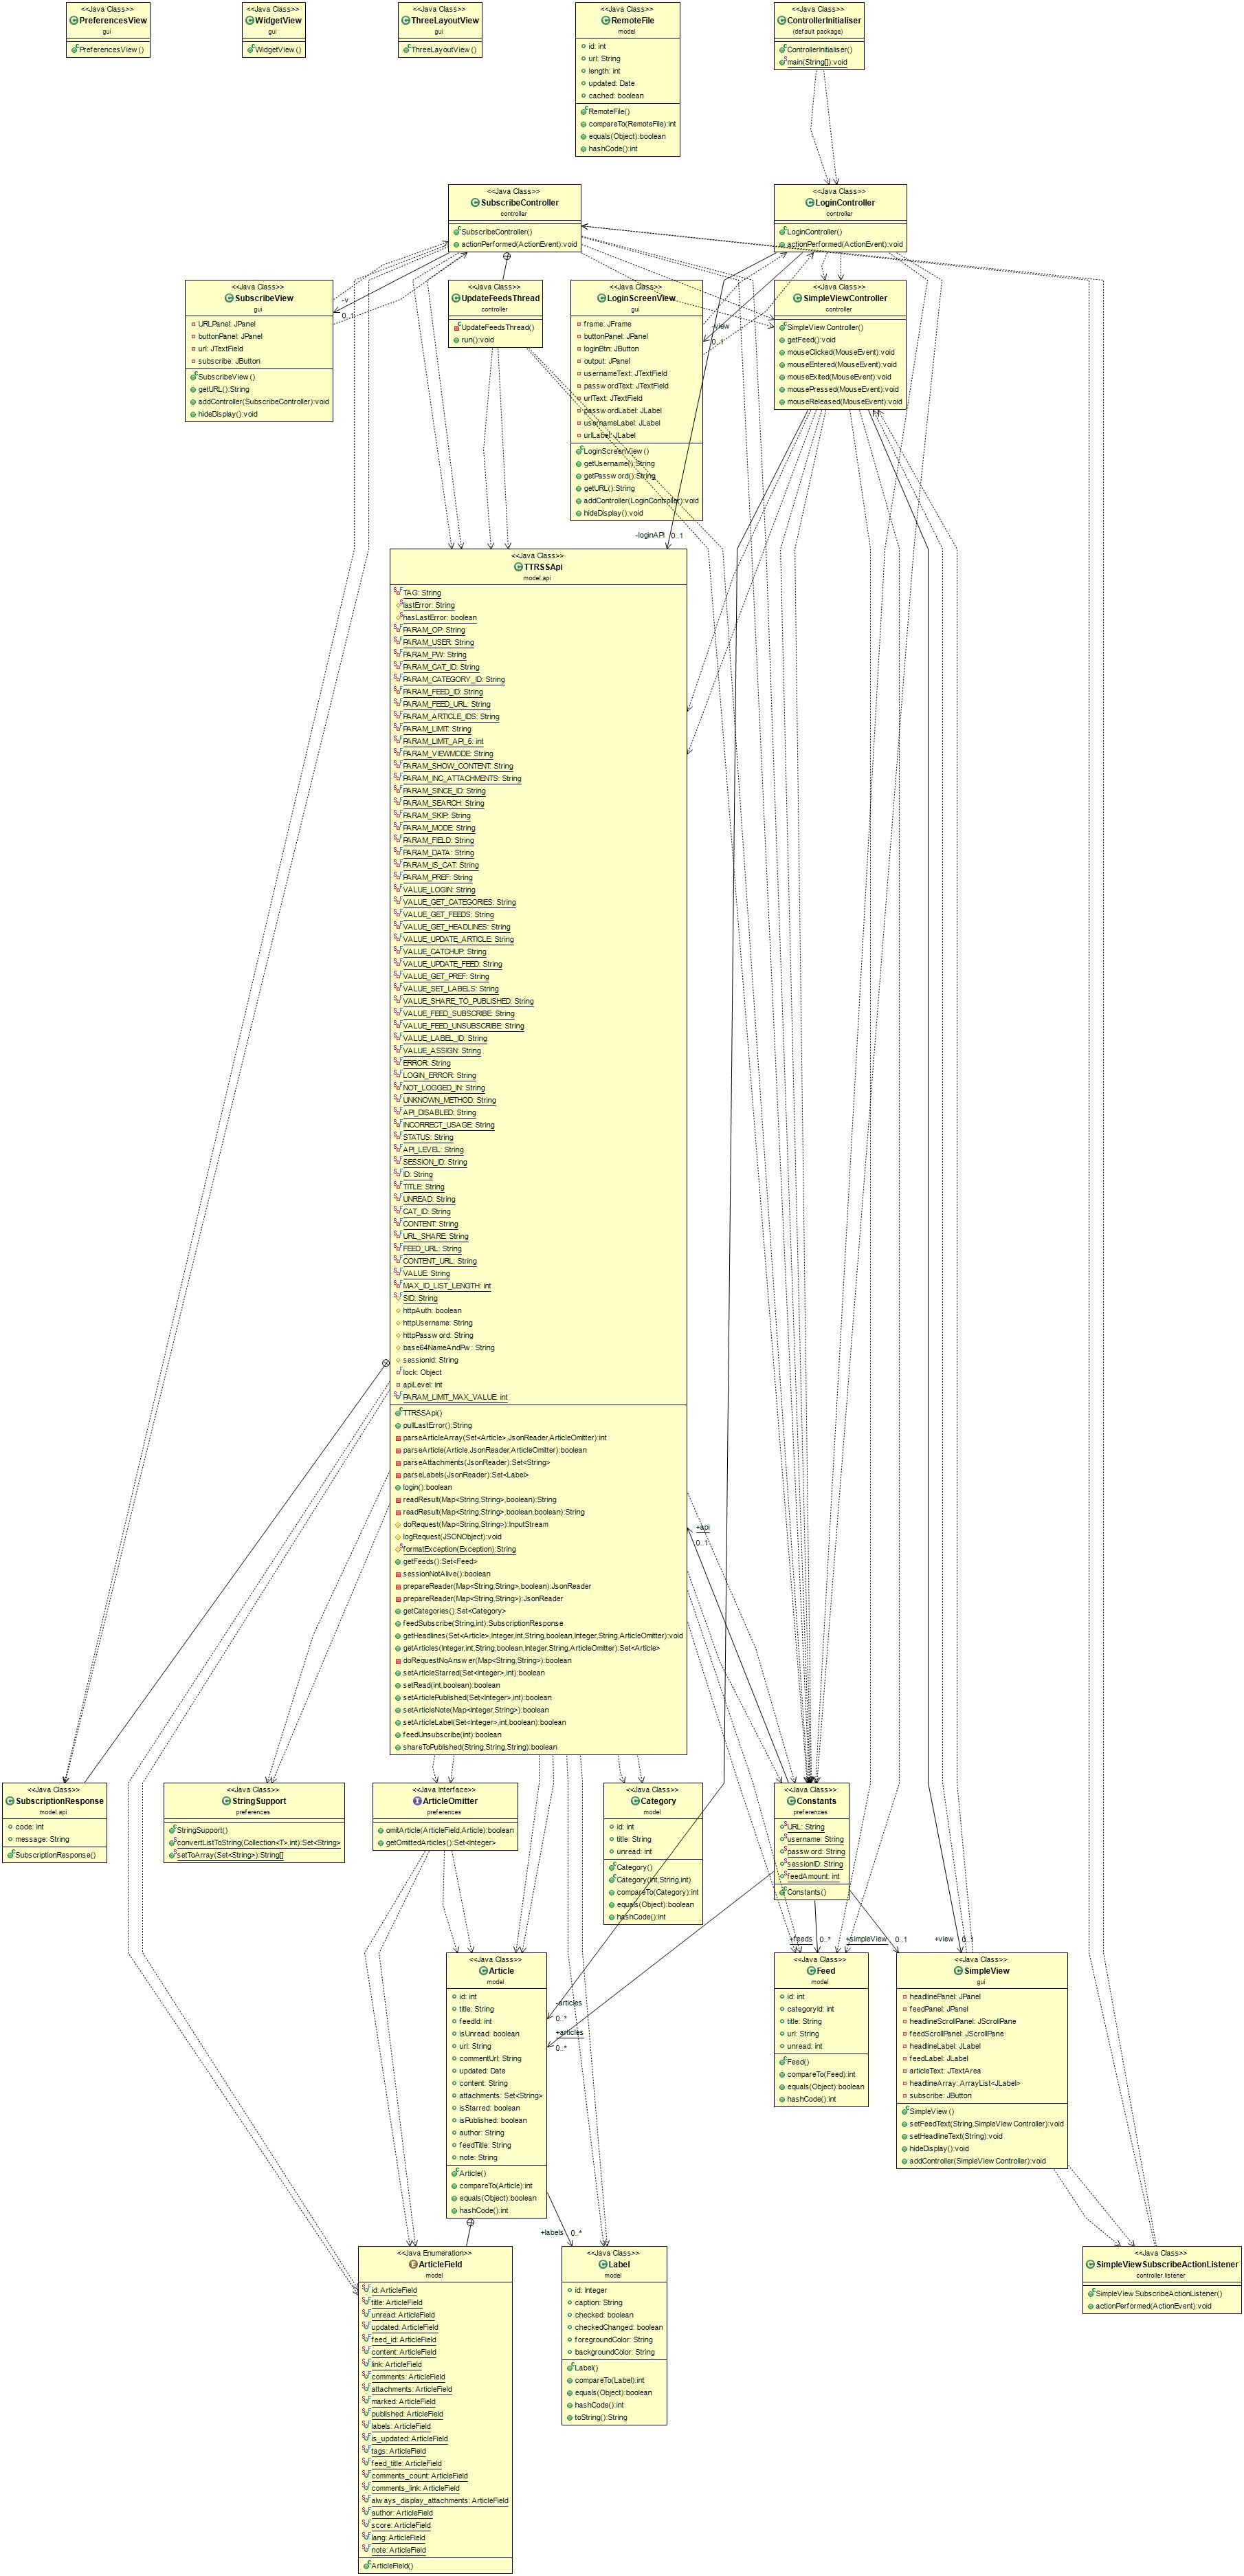 <<Java Class>>
PreferencesView
gui
PreferencesView()
<<Java Class>>
WidgetView
gui
WidgetView()
<<Java Class>>
ThreeLayoutView
gui
ThreeLayoutView()
<<Java Class>>
RemoteFile
model
id: int
url: String
length: int
updated: Date
cached: boolean
RemoteFile()
compareTo(RemoteFile):int
equals(Object):boolean
hashCode():int
<<Java Class>>
ControllerInitialiser
(default package)
ControllerInitialiser()
main(String[]):void
<<Java Class>>
SubscribeController
controller
SubscribeController()
actionPerformed(ActionEvent):void
<<Java Class>>
LoginController
controller
LoginController()
actionPerformed(ActionEvent):void
<<Java Class>>
SubscribeView
gui
URLPanel: JPanel
buttonPanel: JPanel
url: JTextField
subscribe: JButton
SubscribeView()
getURL():String
addController(SubscribeController):void
hideDisplay():void
-v
0..1
<<Java Class>>
UpdateFeedsThread
controller
UpdateFeedsThread()
run():void
<<Java Class>>
LoginScreenView
gui
frame: JFrame
buttonPanel: JPanel
loginBtn: JButton
output: JPanel
usernameText: JTextField
passwordText: JTextField
urlText: JTextField
passwordLabel: JLabel
usernameLabel: JLabel
urlLabel: JLabel
LoginScreenView()
getUsername():String
getPassword():String
getURL():String
addController(LoginController):void
hideDisplay():void
-view
0..1
<<Java Class>>
SimpleViewController
controller
SimpleViewController()
getFeed():void
mouseClicked(MouseEvent):void
mouseEntered(MouseEvent):void
mouseExited(MouseEvent):void
mousePressed(MouseEvent):void
mouseReleased(MouseEvent):void
-loginAPI
0..1
<<Java Class>>
TTRSSApi
model.api
TAG: String
lastError: String
hasLastError: boolean
PARAM_OP: String
PARAM_USER: String
PARAM_PW: String
PARAM_CAT_ID: String
PARAM_CATEGORY_ID: String
PARAM_FEED_ID: String
PARAM_FEED_URL: String
PARAM_ARTICLE_IDS: String
PARAM_LIMIT: String
PARAM_LIMIT_API_6: int
PARAM_VIEWMODE: String
PARAM_SHOW_CONTENT: String
PARAM_INC_ATTACHMENTS: String
PARAM_SINCE_ID: String
PARAM_SEARCH: String
PARAM_SKIP: String
PARAM_MODE: String
PARAM_FIELD: String
PARAM_DATA: String
PARAM_IS_CAT: String
PARAM_PREF: String
VALUE_LOGIN: String
VALUE_GET_CATEGORIES: String
VALUE_GET_FEEDS: String
VALUE_GET_HEADLINES: String
VALUE_UPDATE_ARTICLE: String
VALUE_CATCHUP: String
VALUE_UPDATE_FEED: String
VALUE_GET_PREF: String
VALUE_SET_LABELS: String
VALUE_SHARE_TO_PUBLISHED: String
VALUE_FEED_SUBSCRIBE: String
VALUE_FEED_UNSUBSCRIBE: String
VALUE_LABEL_ID: String
VALUE_ASSIGN: String
ERROR: String
LOGIN_ERROR: String
NOT_LOGGED_IN: String
UNKNOWN_METHOD: String
API_DISABLED: String
INCORRECT_USAGE: String
STATUS: String
API_LEVEL: String
SESSION_ID: String
ID: String
TITLE: String
UNREAD: String
CAT_ID: String
CONTENT: String
URL_SHARE: String
FEED_URL: String
CONTENT_URL: String
VALUE: String
MAX_ID_LIST_LENGTH: int
SID: String
httpAuth: boolean
httpUsername: String
httpPassword: String
base64NameAndPw: String
sessionId: String
lock: Object
apiLevel: int
PARAM_LIMIT_MAX_VALUE: int
TTRSSApi()
pullLastError():String
parseArticleArray(Set<Article>,JsonReader,ArticleOmitter):int
parseArticle(Article,JsonReader,ArticleOmitter):boolean
parseAttachments(JsonReader):Set<String>
parseLabels(JsonReader):Set<Label>
login():boolean
readResult(Map<String,String>,boolean):String
readResult(Map<String,String>,boolean,boolean):String
doRequest(Map<String,String>):InputStream
logRequest(JSONObject):void
formatException(Exception):String
getFeeds():Set<Feed>
sessionNotAlive():boolean
prepareReader(Map<String,String>,boolean):JsonReader
prepareReader(Map<String,String>):JsonReader
getCategories():Set<Category>
feedSubscribe(String,int):SubscriptionResponse
getHeadlines(Set<Article>,Integer,int,String,boolean,Integer,String,ArticleOmitter):void
getArticles(Integer,int,String,boolean,Integer,String,ArticleOmitter):Set<Article>
doRequestNoAnswer(Map<String,String>):boolean
setArticleStarred(Set<Integer>,int):boolean
setRead(int,boolean):boolean
setArticlePublished(Set<Integer>,int):boolean
setArticleNote(Map<Integer,String>):boolean
setArticleLabel(Set<Integer>,int,boolean):boolean
feedUnsubscribe(int):boolean
shareToPublished(String,String,String):boolean
+api
0..1
<<Java Class>>
SubscriptionResponse
model.api
code: int
message: String
SubscriptionResponse()
<<Java Class>>
StringSupport
preferences
StringSupport()
convertListToString(Collection<T>,int):Set<String>
setToArray(Set<String>):String[]
<<Java Interface>>
ArticleOmitter
preferences
omitArticle(ArticleField,Article):boolean
getOmittedArticles():Set<Integer>
<<Java Class>>
Category
model
id: int
title: String
unread: int
Category()
Category(int,String,int)
compareTo(Category):int
equals(Object):boolean
hashCode():int
<<Java Class>>
Constants
preferences
URL: String
username: String
password: String
sessionID: String
feedAmount: int
Constants()
+feeds
0..*
+simpleView
0..1
+view
0..1
<<Java Class>>
Article
model
id: int
title: String
feedId: int
isUnread: boolean
url: String
commentUrl: String
updated: Date
content: String
attachments: Set<String>
isStarred: boolean
isPublished: boolean
author: String
feedTitle: String
note: String
Article()
compareTo(Article):int
equals(Object):boolean
hashCode():int
-articles
0..*
+articles
0..*
<<Java Class>>
Feed
model
id: int
categoryId: int
title: String
url: String
unread: int
Feed()
compareTo(Feed):int
equals(Object):boolean
hashCode():int
<<Java Class>>
SimpleView
gui
headlinePanel: JPanel
feedPanel: JPanel
headlineScrollPanel: JScrollPane
feedScrollPanel: JScrollPane
headlineLabel: JLabel
feedLabel: JLabel
articleText: JTextArea
headlineArray: ArrayList<JLabel>
subscribe: JButton
SimpleView()
setFeedText(String,SimpleViewController):void
setHeadlineText(String):void
hideDisplay():void
addController(SimpleViewController):void
+labels
0..*
<<Java Enumeration>>
ArticleField
model
id: ArticleField
title: ArticleField
unread: ArticleField
updated: ArticleField
feed_id: ArticleField
content: ArticleField
link: ArticleField
comments: ArticleField
attachments: ArticleField
marked: ArticleField
published: ArticleField
labels: ArticleField
is_updated: ArticleField
tags: ArticleField
feed_title: ArticleField
comments_count: ArticleField
comments_link: ArticleField
always_display_attachments: ArticleField
author: ArticleField
score: ArticleField
lang: ArticleField
note: ArticleField
ArticleField()
<<Java Class>>
Label
model
id: Integer
caption: String
checked: boolean
checkedChanged: boolean
foregroundColor: String
backgroundColor: String
Label()
compareTo(Label):int
equals(Object):boolean
hashCode():int
toString():String
<<Java Class>>
SimpleViewSubscribeActionListener
controller.listener
SimpleViewSubscribeActionListener()
actionPerformed(ActionEvent):void